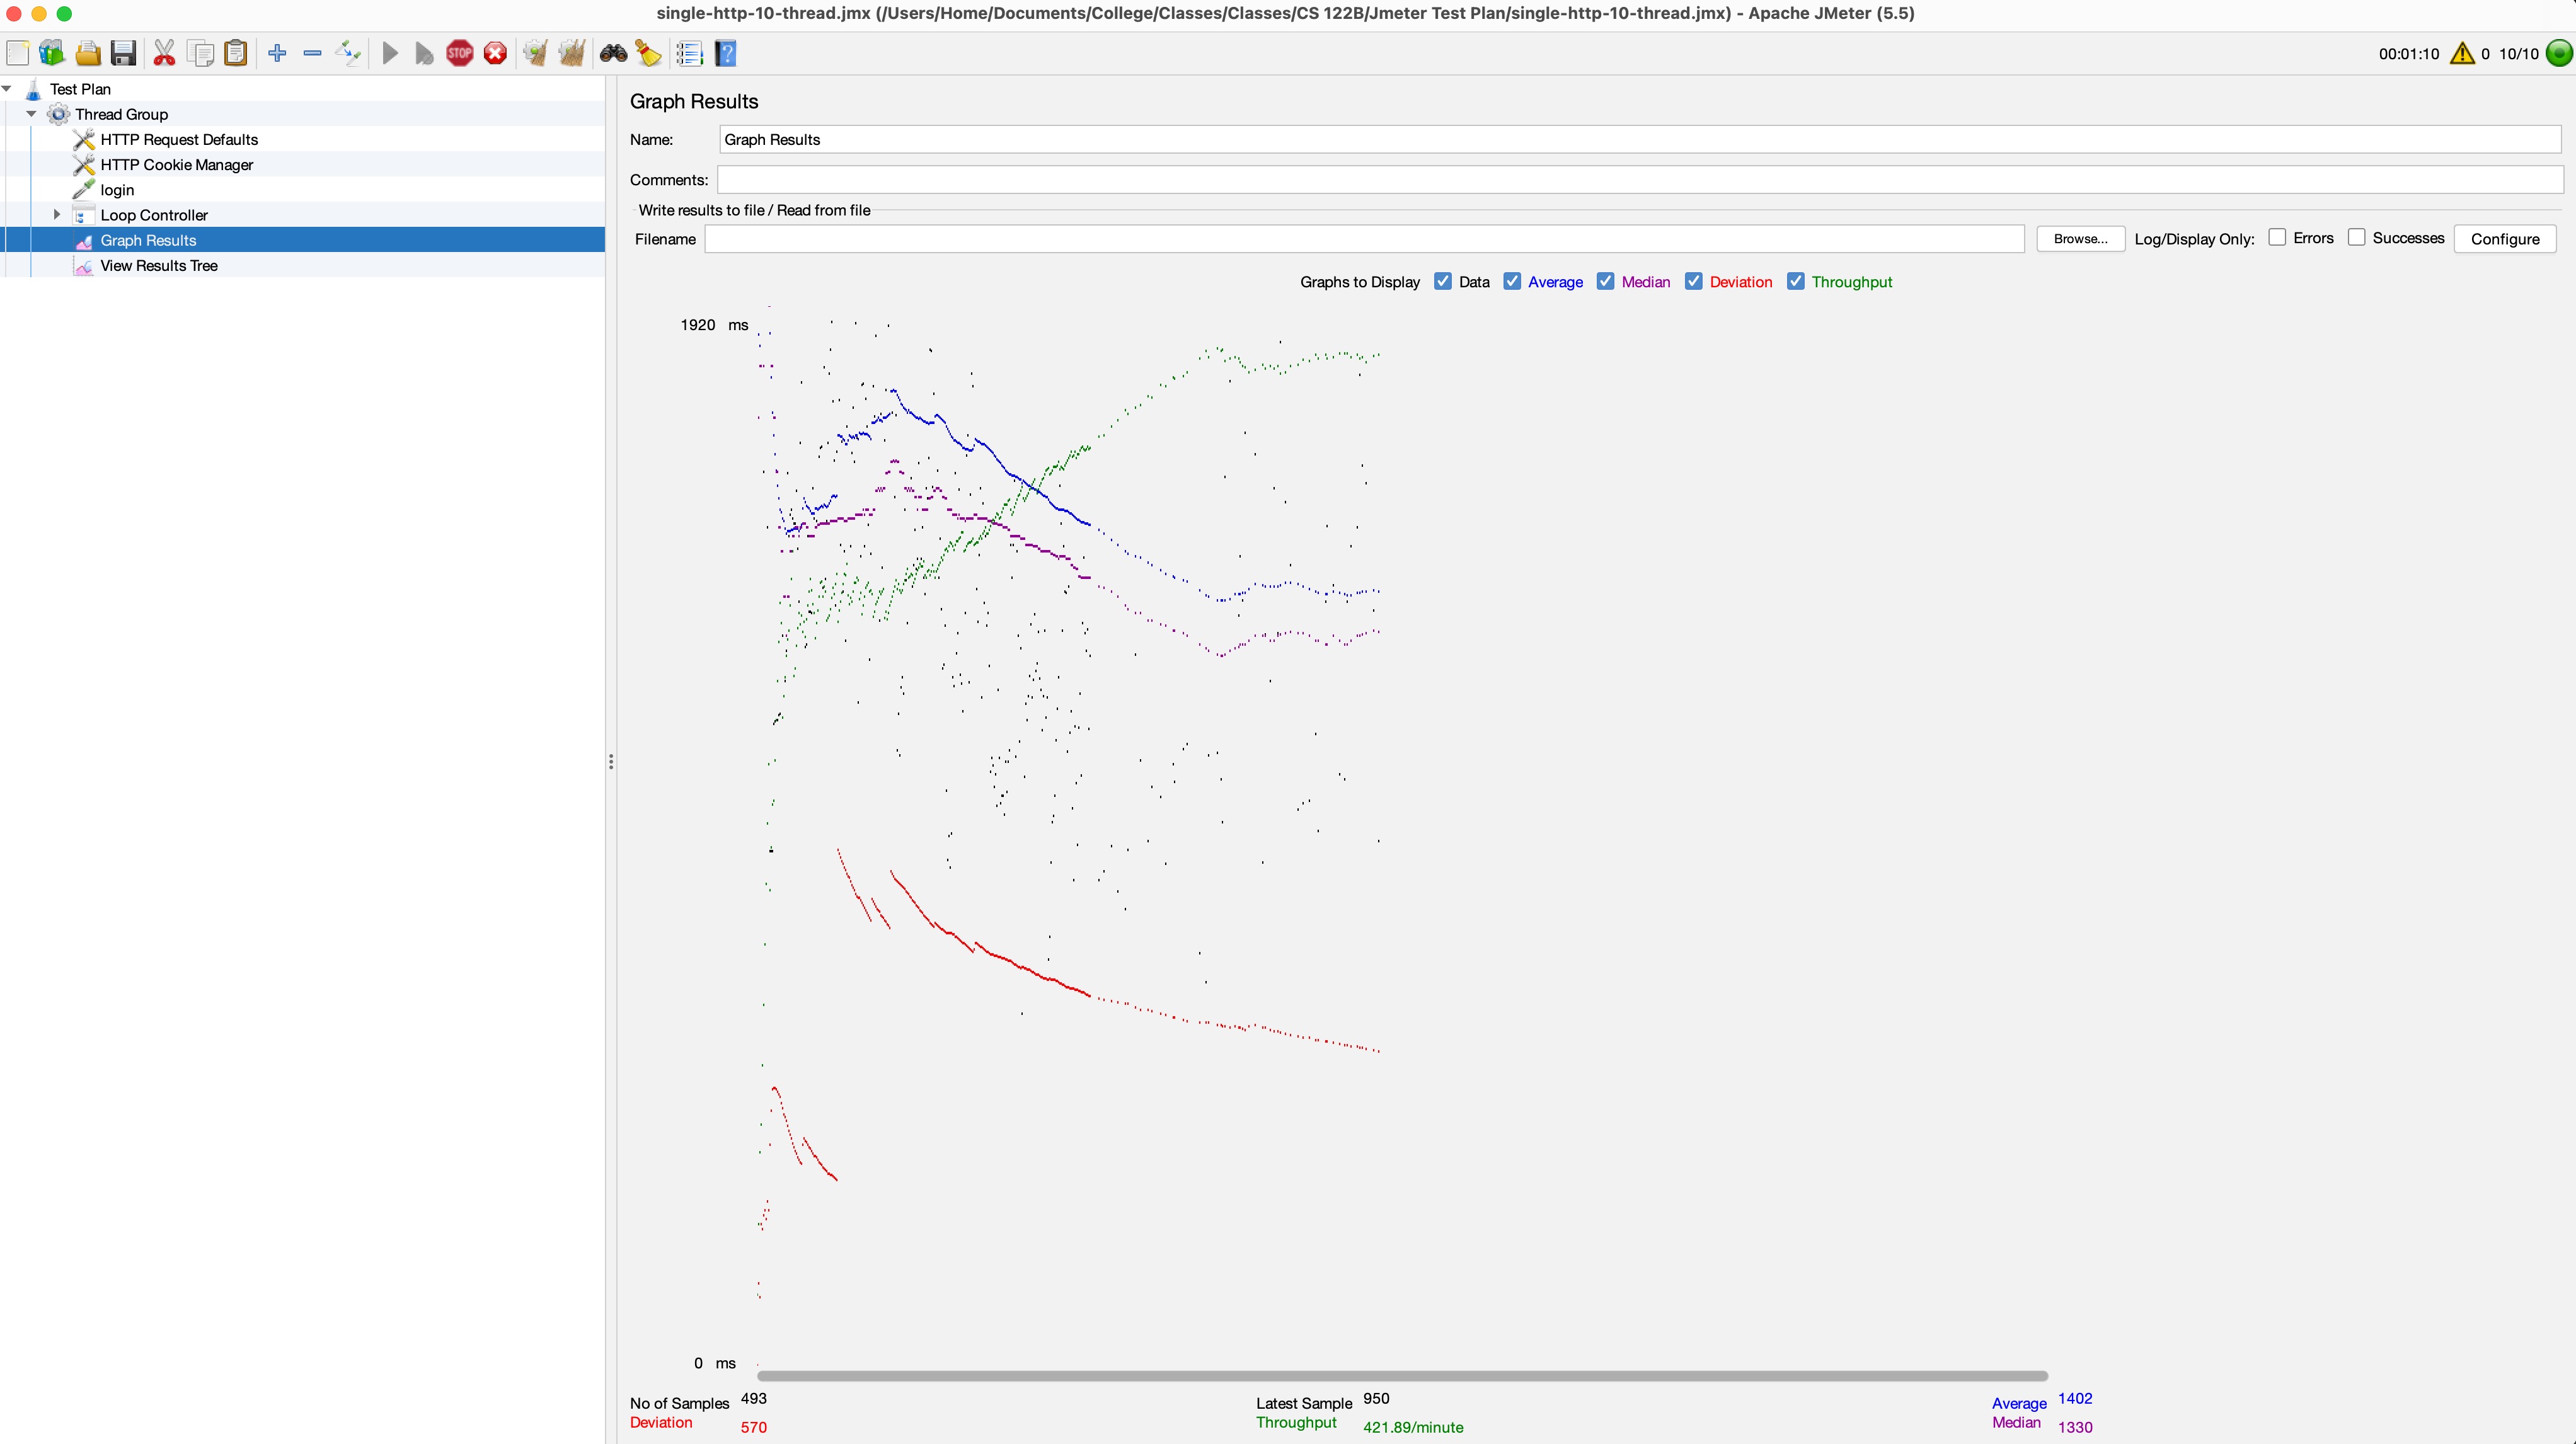 single-http-10-thread.jmx (/Users/Home/Documents/College/Classes/Classes/CS 122B/Jmeter Test Plan/single-http-10-thread.jmx) - Apache JMeter (5.5)
STOP
00:01:10 0 10/10
Test Plan
Thread Group
HTTP Request Defaults
HTTP Cookie Manager
login
Loop Controller
Graph Results
View Results Tree
Graph Results
Name: Graph Results
Comments:
Write results to file / Read from file
Filename Browse... Log/Display Only: Errors Successes Configure
Graphs to Display Data Average Median Deviation Throughput
1920 ms
0 ms
No of Samples 493 Latest Sample 950 Average 1402
Deviation 570 Throughput 421.89/minute Median 1330